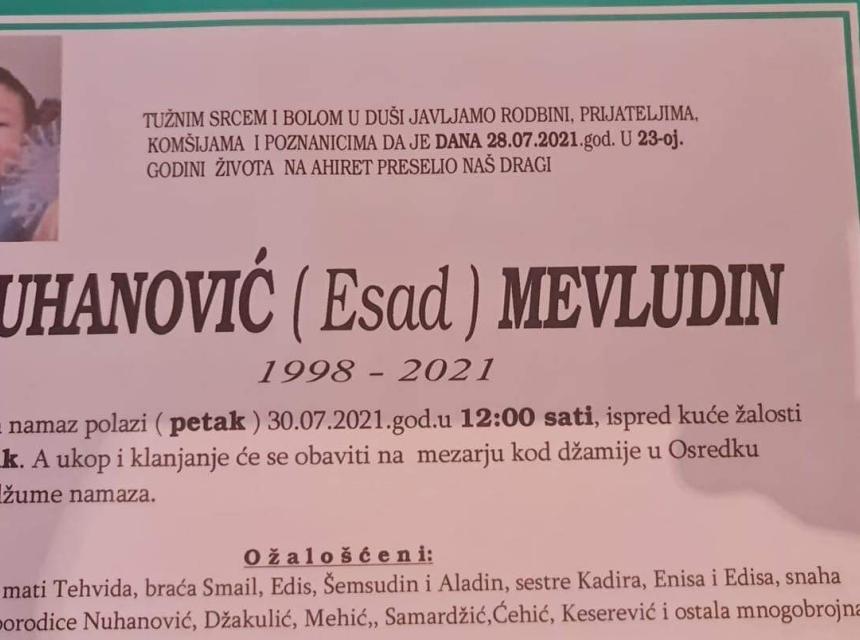 TUŽNIM SRCEM I BOLOM U DUŠI JAVLJAMO RODBINI, PRIJATELJIMA,
KOMŠIJAMA I POZNANICIMA DA JE DANA 28.07.2021.god. U 23-oj.
GODINI ŽIVOTA NA AHIRET PRESELIO NAŠ DRAGI
UHANOVIĆ ( Esad ) MEVLUDIN
1998 - 2021
namaz polazi ( petak ) 30.07.2021.god.u 12:00 sati, ispred kuće žalosti
k. A ukop i klanjanje će se obaviti na mezarju kod džamije u Osredku
džume namaza.
Ožalošćeni:
mati Tehvida, braća Smail, Edis, Šemsudin i Aladin, sestre Kadira, Enisa i Edisa, snaha
porodice Nuhanović, Džakulić, Mehić,, Samardžić,Ćehić, Keserević i ostala mnogobrojna